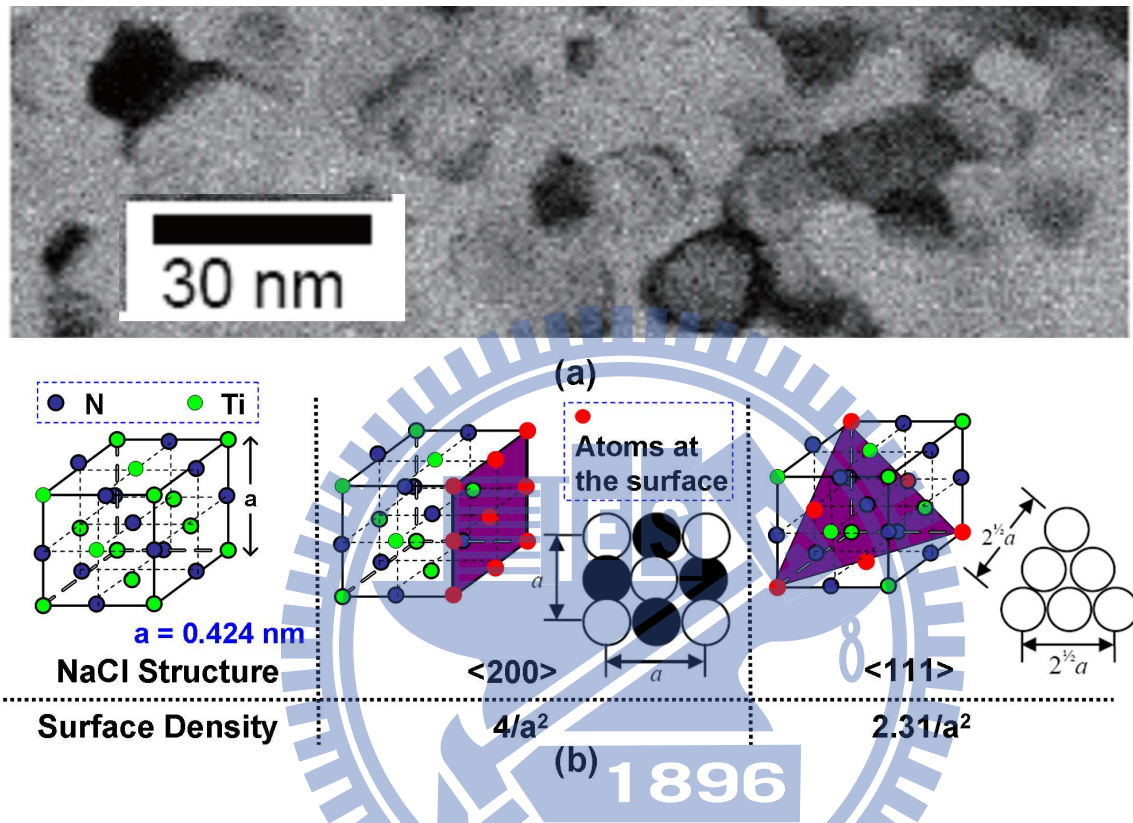 30 nm
(a)
N Ti
a
a = 0.424 nm
NaCl Structure
Atoms at
the surface
a
a
<200>
2½a
2½a
<111>
Surface Density
4/a²
2.31/a²
(b)
1896